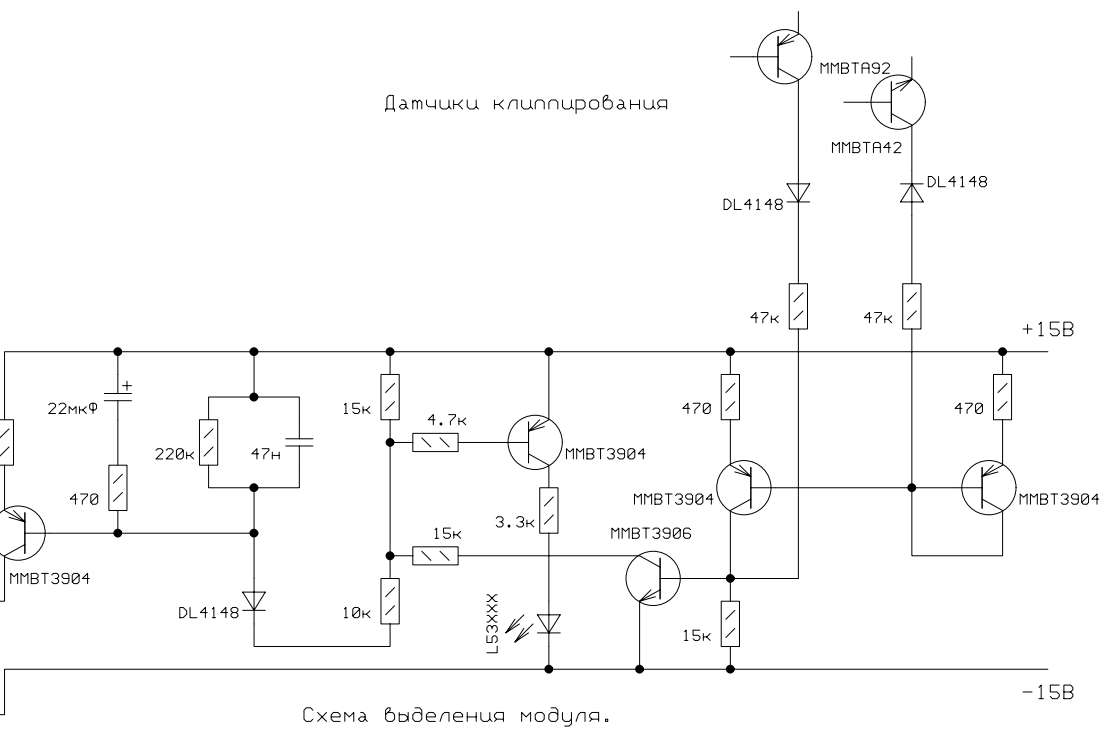 MMBTA92
Датчики клиппирования
MMBTA42
DL4148
DL4148
47к
47к
+15В
22мкФ
+
15к
4.7к
470
470
220к
47н
MMBT3904
470
MMBT3904
MMBT3904
3.3к
15к
MMBT3906
MMBT3904
DL4148
10к
L53XXX
15к
-15В
Схема выделения модуля.